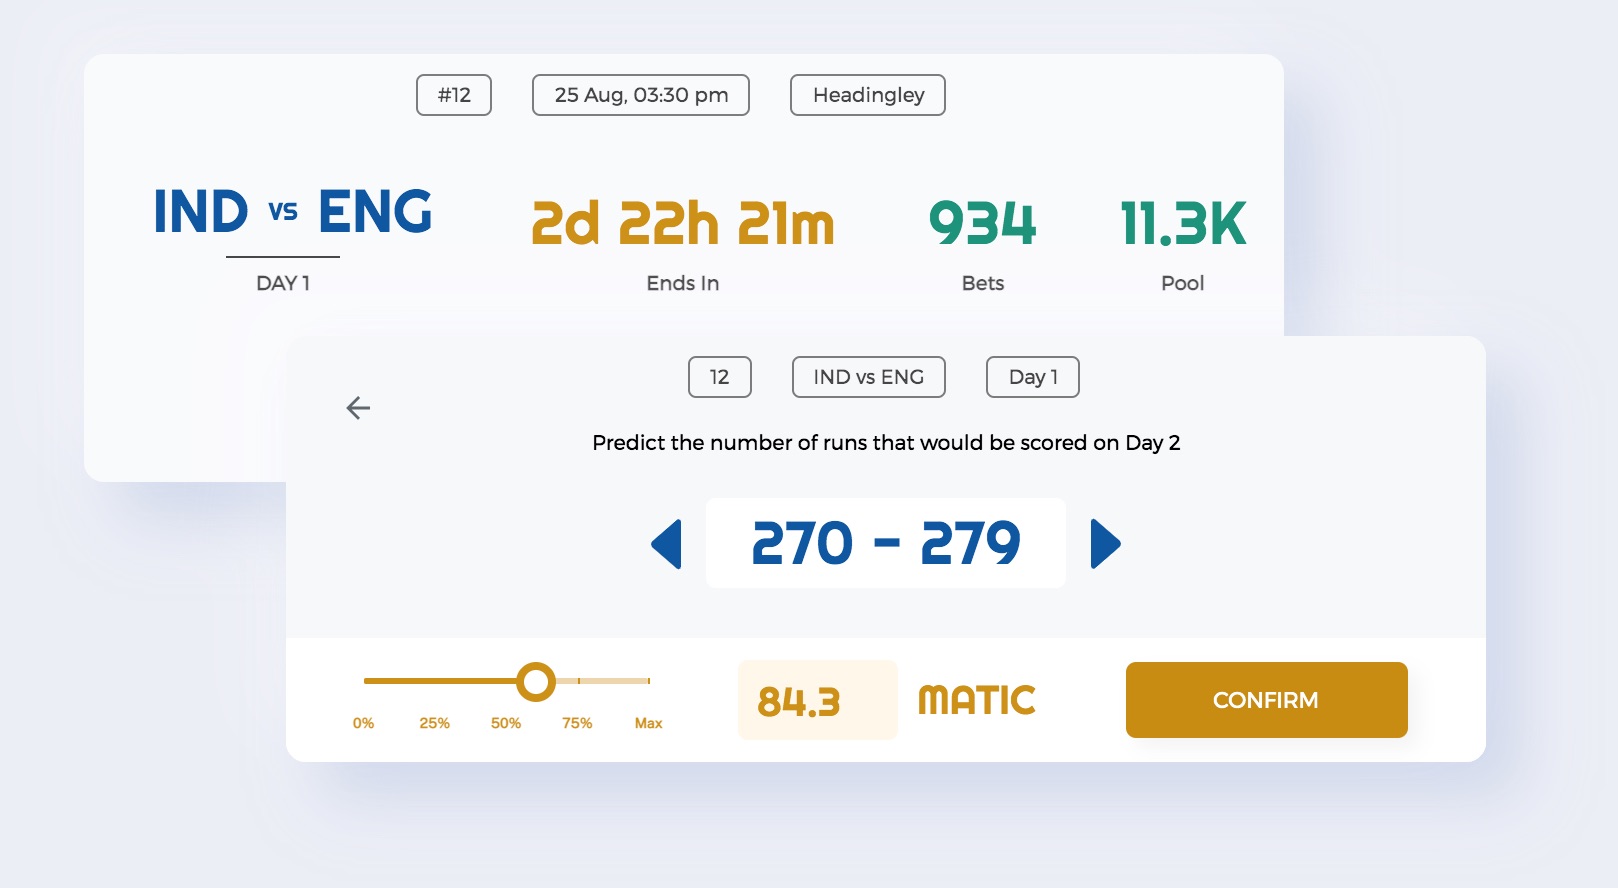 #12 25 Aug, 03:30 pm Headingley
IND vs ENG 2d 22h 21m 934 11.3K
DAY 1 Ends In Bets Pool
12 IND vs ENG Day 1
Predict the number of runs that would be scored on Day 2
270 - 279
84.3 MATIC CONFIRM
0% 25% 50% 75% Max